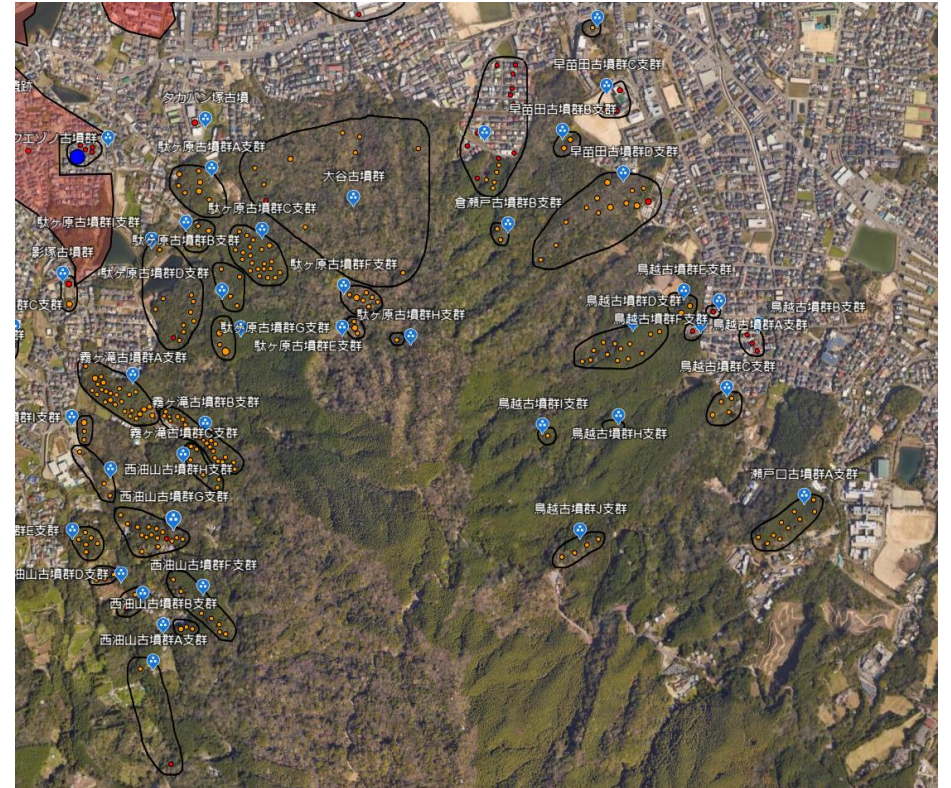 早苗田古墳群C支群
遺跡
タカバン塚古墳
早苗田古墳群B支群
クエゾノ古墳群
駄ヶ原古墳群A支群
早苗田古墳群D支群
大谷古墳群
駄ヶ原古墳群C支群
倉瀬戸古墳群B支群
駄ヶ原古墳群I支群
駄ヶ原古墳群B支群
影塚古墳群
駄ヶ原古墳群F支群
駄ヶ原古墳群D支群
鳥越古墳群E支群
群C支群
鳥越古墳群D支群
鳥越古墳群B支群
駄ヶ原古墳群H支群
鳥越古墳群F支群
鳥越古墳群A支群
駄ヶ原古墳群G支群
群
駄ヶ原古墳群E支群
霧ヶ滝古墳群A支群
鳥越古墳群C支群
霧ヶ滝古墳群B支群
鳥越古墳群I支群
群I支群
霧ヶ滝古墳群C支群
鳥越古墳群H支群
西油山古墳群H支群
瀬戸口古墳群A支群
西油山古墳群G支群
鳥越古墳群J支群
群E支群
西油山古墳群F支群
油山古墳群D支群
西油山古墳群B支群
西油山古墳群A支群